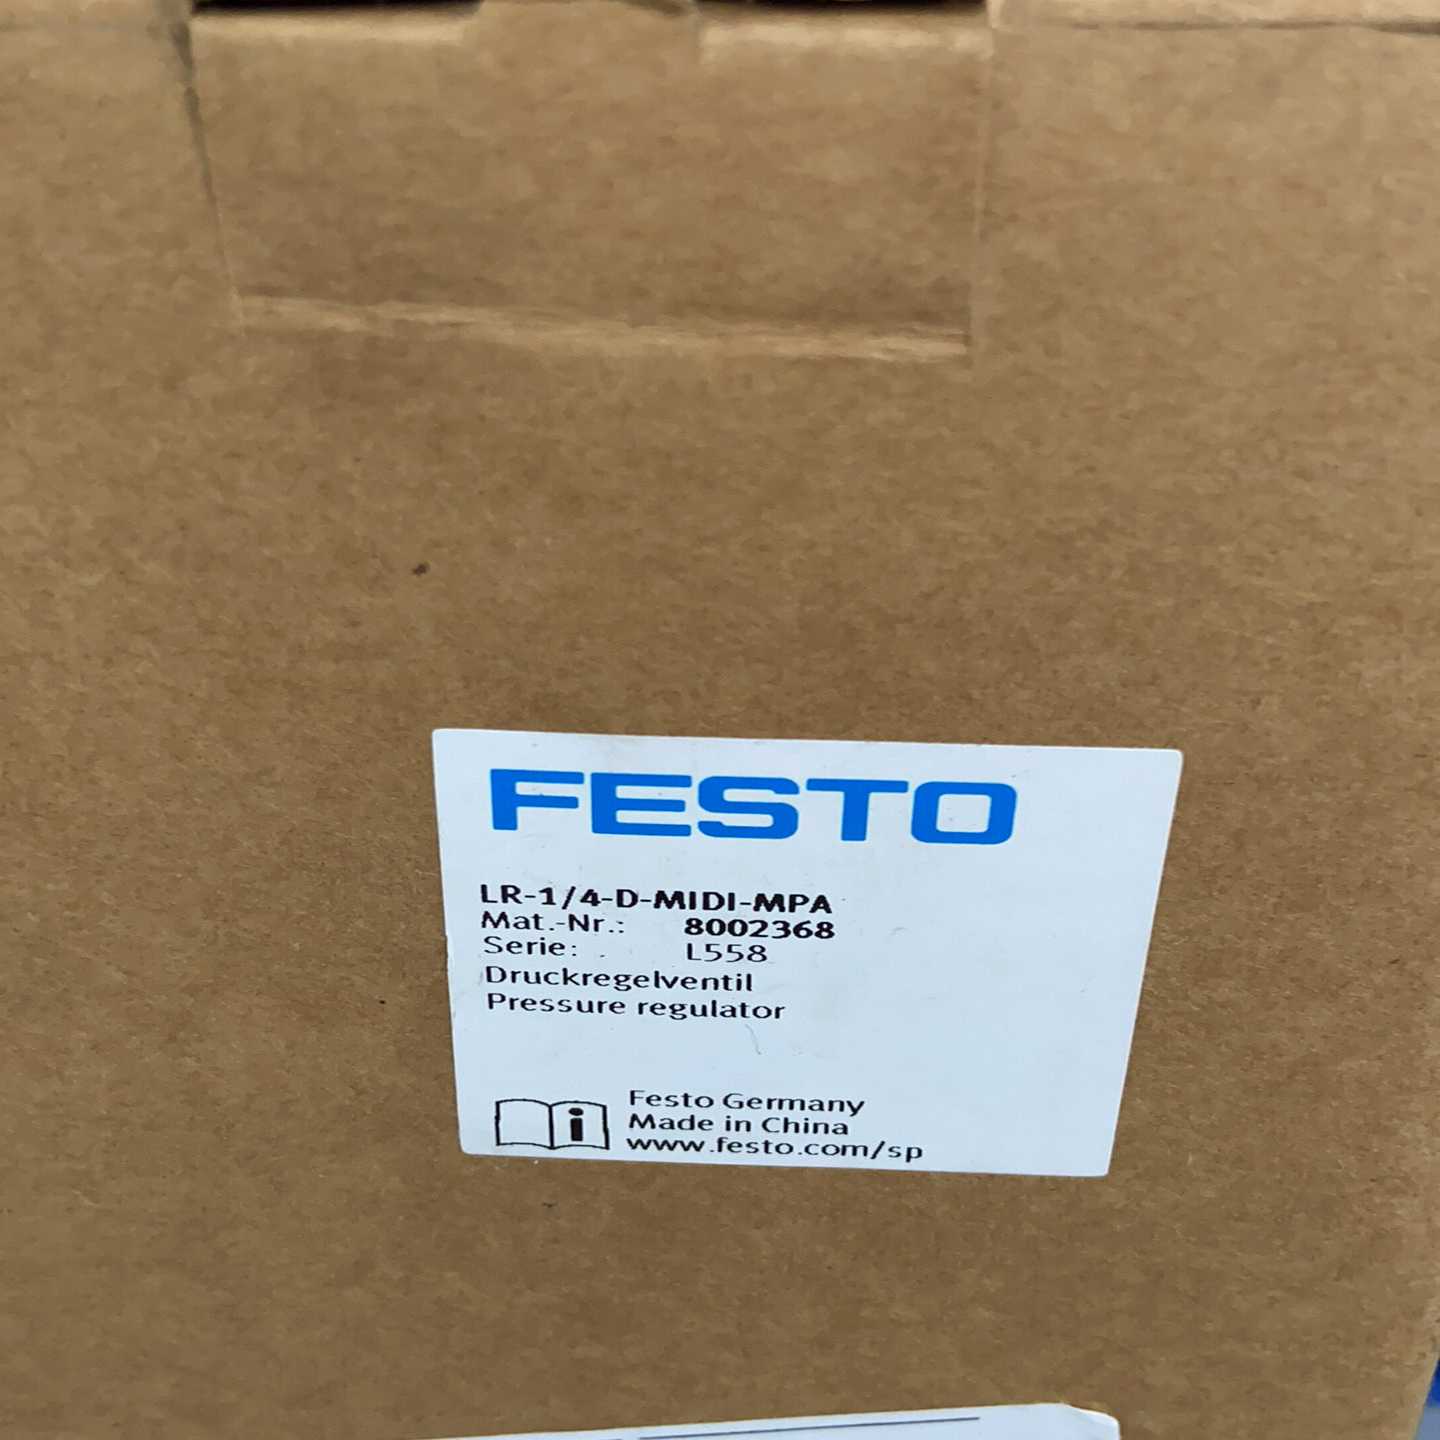 FESTO
LR-1/4-D-MIDI-MPA
Mat.-Nr.: 8002368
Serie: L558
Druckregelventil
Pressure regulator
Festo Germany
Made in China
www.festo.com/sp